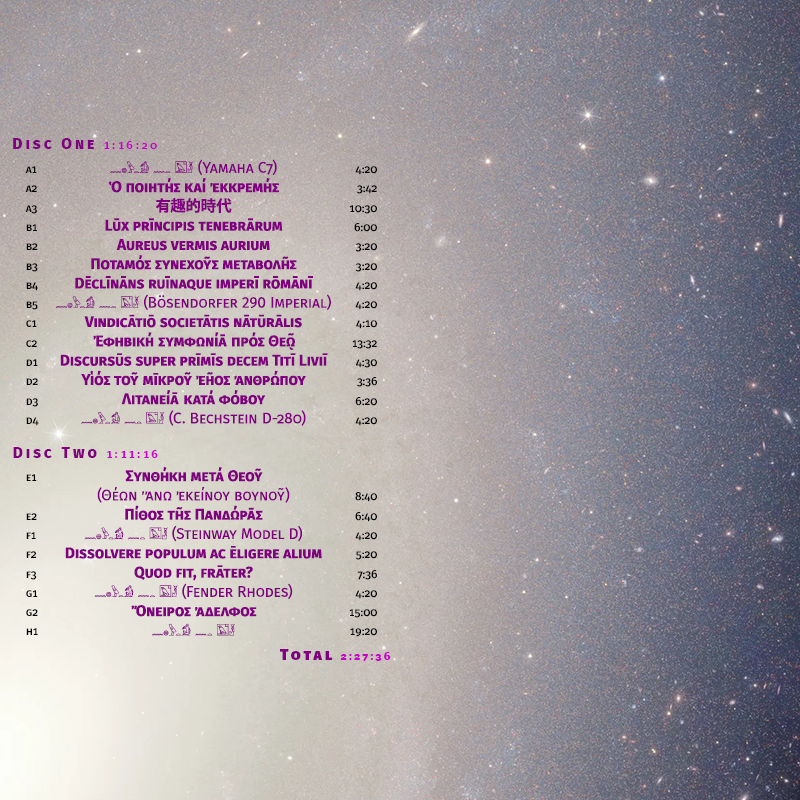 Disc One 1:16:20
A1 (Yamaha C7) 4:20
A2 Ὁ ποιητής καί ἐκκρεμής 3:42
A3 有趣的時代 10:30
B1 Lūx prīncipis tenebrārum 6:00
B2 Aureus vermis aurium 3:20
B3 Ποταμός συνεχοῦς μεταβολῆς 3:20
B4 Dēclīnāns ruīnaque imperī rōmānī 4:20
B5 (Bösendorfer 290 Imperial) 4:20
C1 Vindicātiō societātis nātūrālis 4:10
C2 Ἐφηβική συμφωνίᾱ πρός Θεῷ 13:32
D1 Discursūs super prīmīs decem Titī Liviī 4:30
D2 Υἱός τοῦ μῑκροῦ ἐῆος ἀνθρώπου 3:36
D3 Λιτανείᾱ κατά φόβου 6:20
D4 (C. Bechstein D-280) 4:20
Disc Two 1:11:16
E1 Συνθήκη μετά Θεοῦ
(Θέων ἄνω ἐκείνου βουνοῦ) 8:40
E2 Πίθος τῆς Πανδώρᾱς 6:40
F1 (Steinway Model D) 4:20
F2 Dissolvere populum ac ēligere alium 5:20
F3 Quod fit, frāter? 7:36
G1 (Fender Rhodes) 4:20
G2 Ὄνειρος ἀδελφος 15:00
H1 19:20
Total 2:27:36